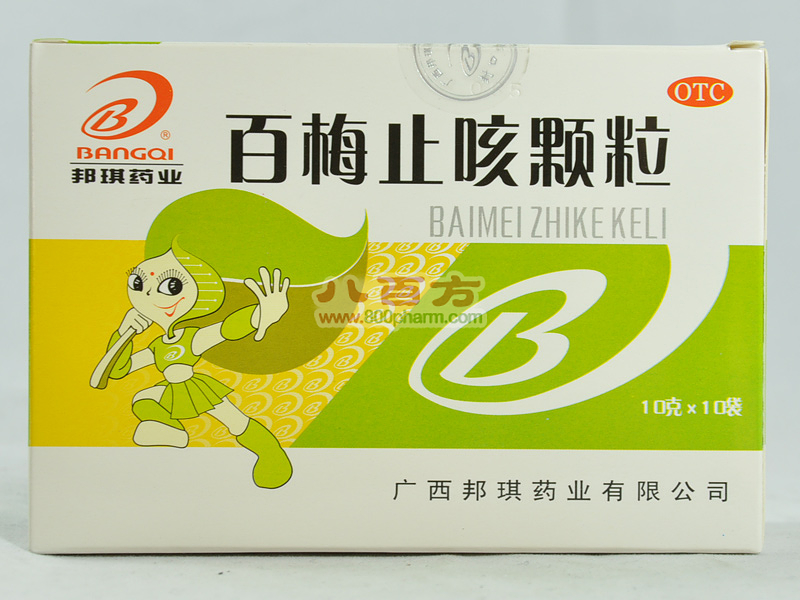 OTC
BANGQI
®
邦琪药业
百梅止咳颗粒
BAIMEI ZHIKE KELI
八百方
www.800pharm.com
10克×10袋
广西邦琪药业有限公司